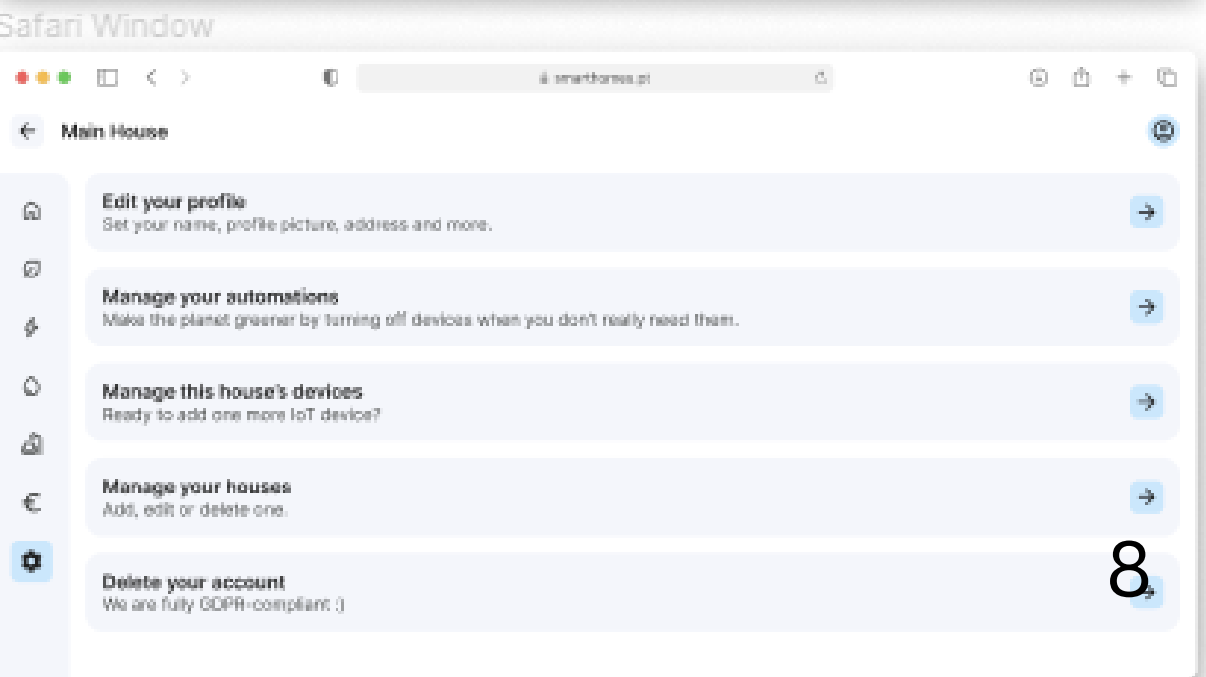 Safari Window
smarthomes.pt
Main House
Edit your profile
Set your name, profile picture, address and more.
Manage your automations
Make the planet greener by turning off devices when you don't really need them.
Manage this house's devices
Ready to add one more IoT device?
Manage your houses
Add, edit or delete one.
€
8
Delete your account
We are fully GDPR-compliant :)